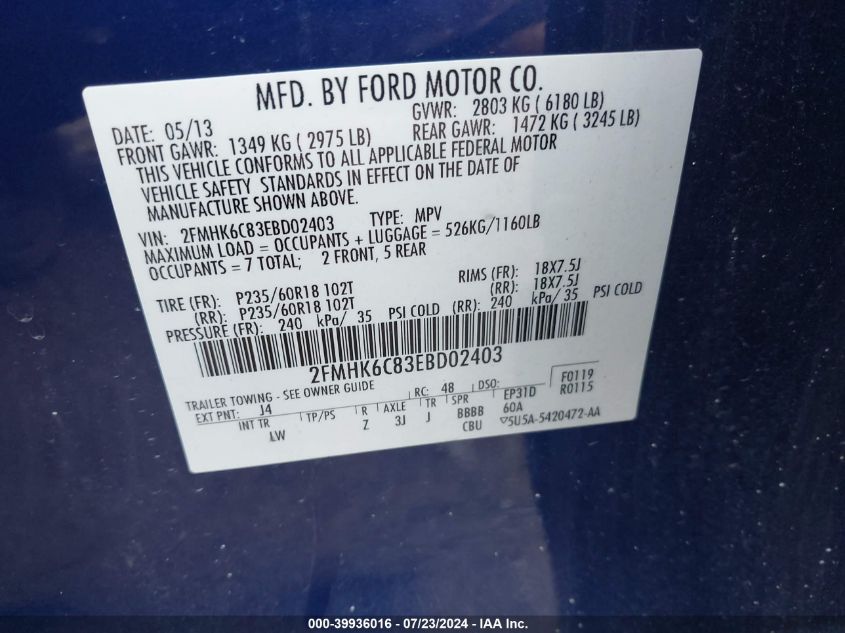 MFD. BY FORD MOTOR CO.
DATE: 05/13 GVWR: 2803 KG ( 6180 LB)
FRONT GAWR: 1349 KG ( 2975 LB) REAR GAWR: 1472 KG ( 3245 LB)
THIS VEHICLE CONFORMS TO ALL APPLICABLE FEDERAL MOTOR
VEHICLE SAFETY STANDARDS IN EFFECT ON THE DATE OF
MANUFACTURE SHOWN ABOVE.
VIN: 2FMHK6C83EBD02403 TYPE: MPV
MAXIMUM LOAD = OCCUPANTS + LUGGAGE = 526KG/1160LB
OCCUPANTS = 7 TOTAL; 2 FRONT, 5 REAR
TIRE (FR): P235/60R18 102T RIMS (FR): 18X7.5J
(RR): P235/60R18 102T (RR): 18X7.5J
PRESSURE (FR): 240 kPa/ 35 PSI COLD (RR): 240 kPa/ 35 PSI COLD
2FMHK6C83EBD02403
F0119
R0115
TRAILER TOWING - SEE OWNER GUIDE RC: 48 DSO:
EXT PNT: J4 EP31D
INT TR TP/PS R AXLE TR SPR 60A
LW Z 3J J BBBB
CBU ▽5U5A-5420472-AA
000-39936016 - 07/23/2024 - IAA Inc.